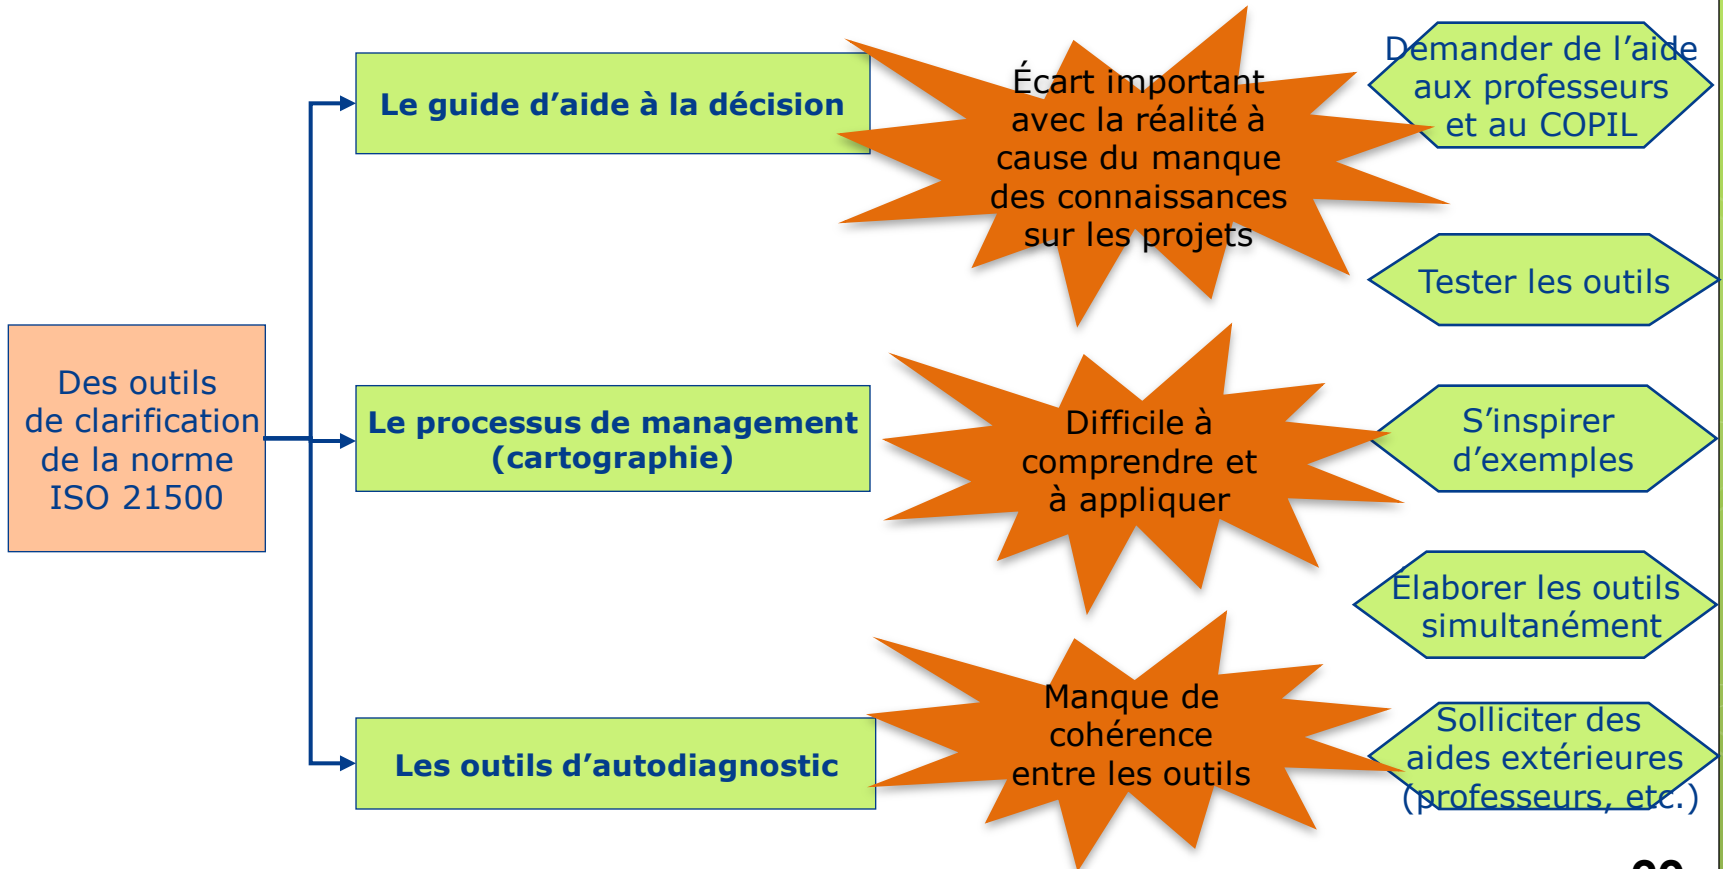 Des outils
de clarification
de la norme
ISO 21500
Le guide d’aide à la décision
Le processus de management
(cartographie)
Les outils d’autodiagnostic
Écart important
avec la réalité à
cause du manque
des connaissances
sur les projets
Difficile à
comprendre et
à appliquer
Manque de
cohérence
entre les outils
Demander de l’aide
aux professeurs
et au COPIL
Tester les outils
S’inspirer
d’exemples
Élaborer les outils
simultanément
Solliciter des
aides extérieures
(professeurs, etc.)